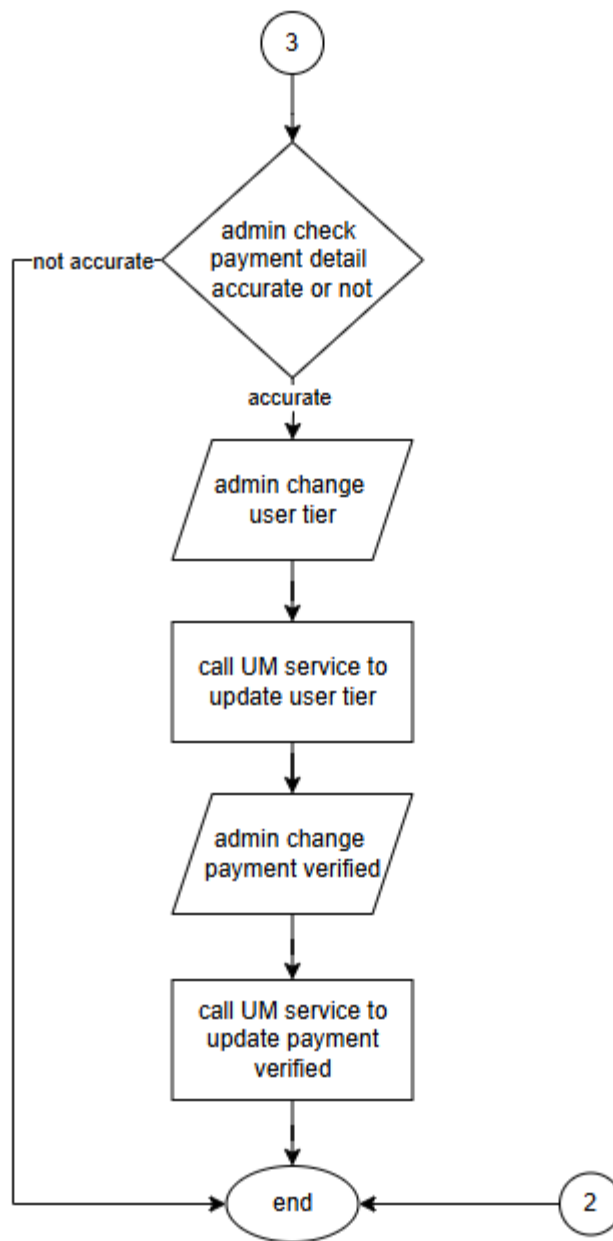 3
admin check
payment detail
accurate or not
not accurate
accurate
admin change
user tier
call UM service to
update user tier
admin change
payment verified
call UM service to
update payment
verified
end
2